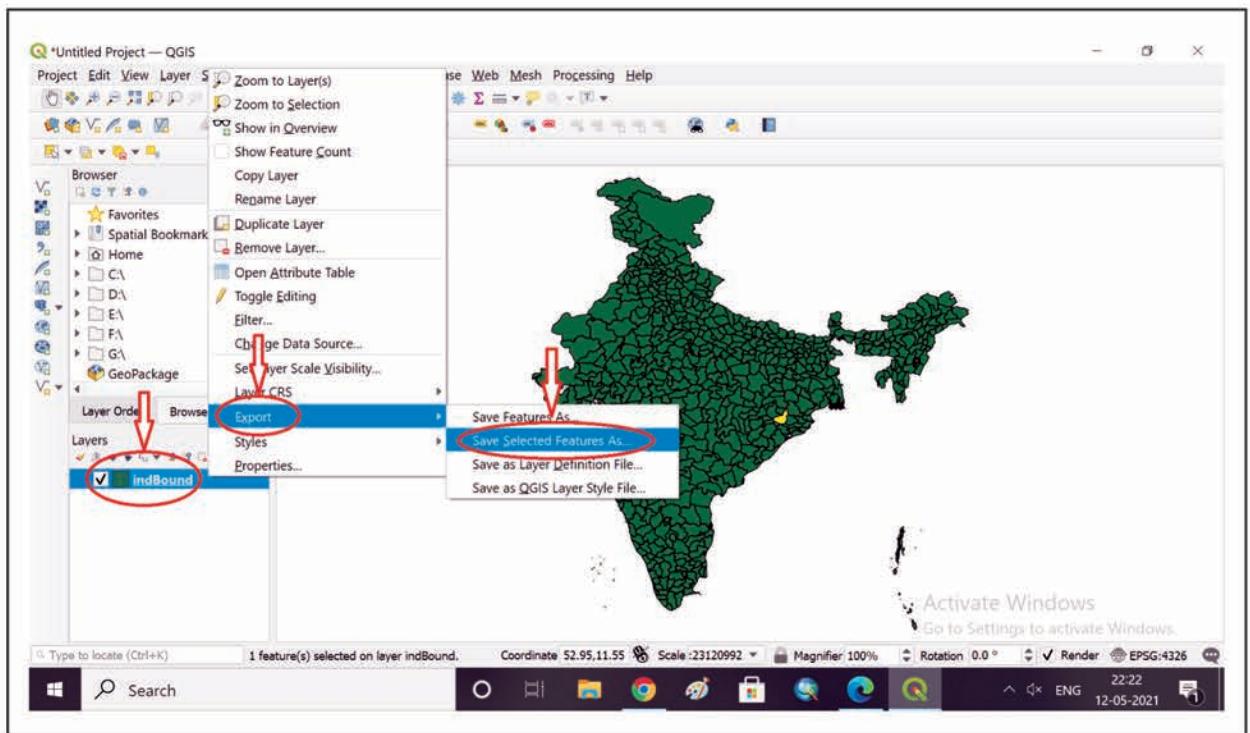 *Untitled Project — QGIS
Project Edit View Layer S
se Web Mesh Processing Help
Zoom to Layer(s)
Zoom to Selection
Show in Overview
Show Feature Count
Copy Layer
Rename Layer
Duplicate Layer
Remove Layer...
Open Attribute Table
Toggle Editing
Filter...
Change Data Source...
Set Layer Scale Visibility...
Layer CRS
Export
Styles
Properties...
Save Features As...
Save Selected Features As...
Save as Layer Definition File...
Save as QGIS Layer Style File...
Browser
Favorites
Spatial Bookmark
Home
C:\
D:\
E:\
F:\
G:\
GeoPackage
Layer Orde Browse
Layers
indBound
Activate Windows
Go to Settings to activate Windows.
Type to locate (Ctrl+K) 1 feature(s) selected on layer indBound. Coordinate 52.95,11.55 Scale :23120992 Magnifier 100% Rotation 0.0 ° Render EPSG:4326
Search ENG 22:22
12-05-2021
1